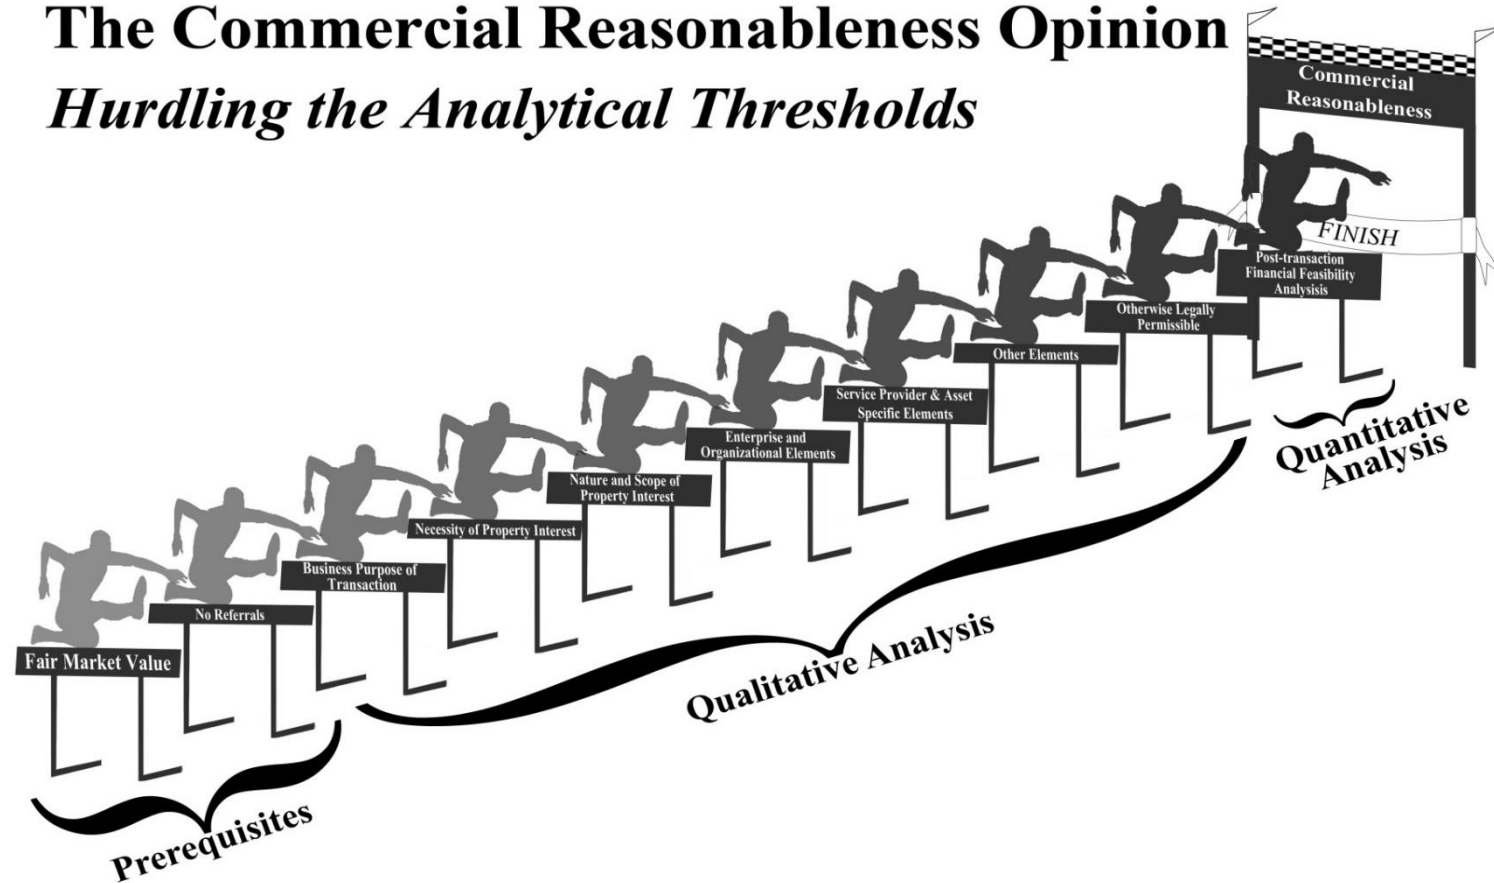 The Commercial Reasonableness Opinion
Hurdling the Analytical Thresholds
Commercial
Reasonableness
FINISH
Fair Market Value
No Referrals
Business Purpose of
Transaction
Necessity of Property Interest
Nature and Scope of
Property Interest
Enterprise and
Organizational Elements
Service Provider & Asset
Specific Elements
Other Elements
Otherwise Legally
Permissible
Post-transaction
Financial Feasibility
Analysisis
Prerequisites
Qualitative Analysis
Quantitative
Analysis